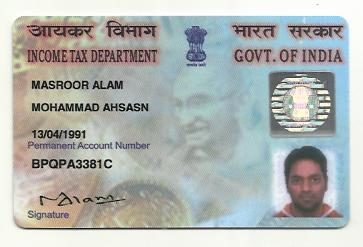 आयकर विभाग
भारत सरकार
INCOME TAX DEPARTMENT
GOVT. OF INDIA
MASROOR ALAM
MOHAMMAD AHSASN
13/04/1991
Permanent Account Number
BPQPA3381C
Alam
Signature